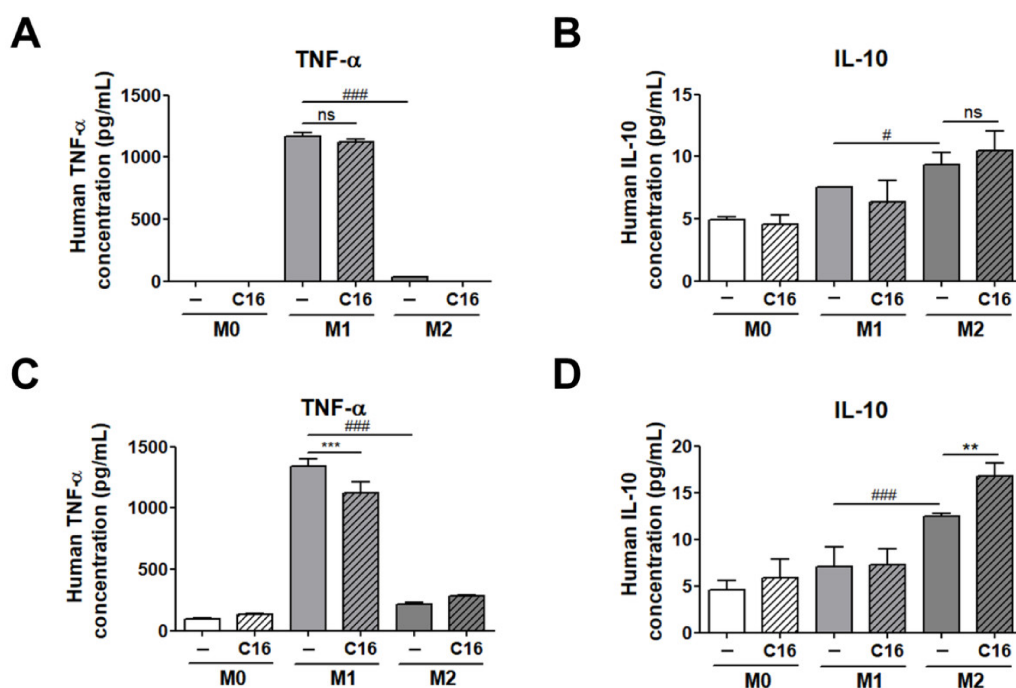 A
TNF-α
Human TNF-α
concentration (pg/mL)
1500
1000
500
0
###
ns
– C16 – C16 – C16
M0 M1 M2
B
IL-10
Human IL-10
concentration (pg/mL)
15
10
5
0
#
ns
– C16 – C16 – C16
M0 M1 M2
C
TNF-α
Human TNF-α
concentration (pg/mL)
1500
1000
500
0
###
***
– C16 – C16 – C16
M0 M1 M2
D
IL-10
Human IL-10
concentration (pg/mL)
20
15
10
5
0
###
**
– C16 – C16 – C16
M0 M1 M2